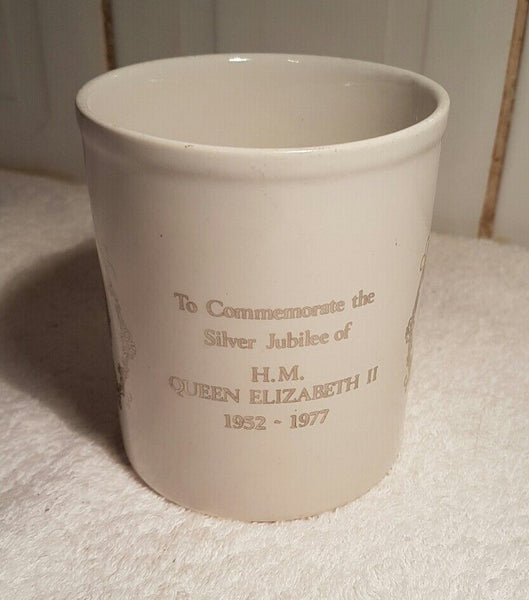 To Commemorate the
Silver Jubilee of
H.M.
QUEEN ELIZABETH II
1952 - 1977